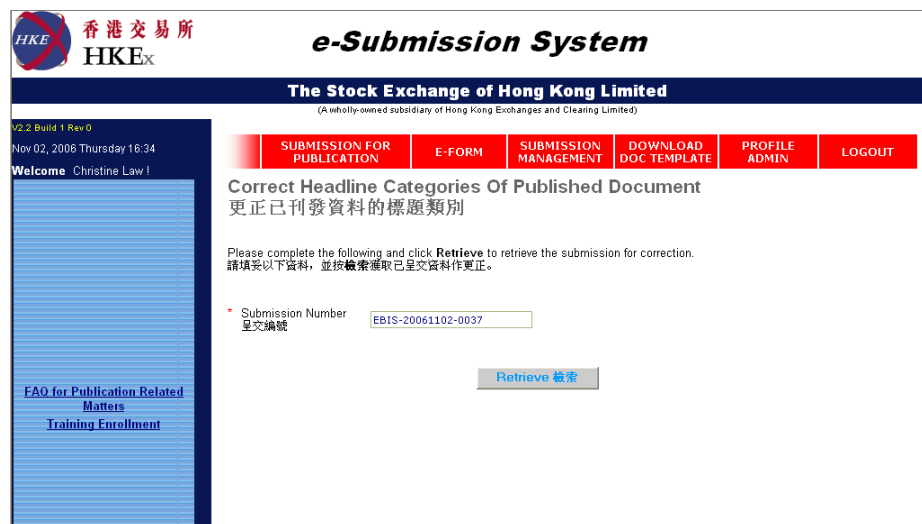 HKE
香港交易所
HKEx
e-Submission System
The Stock Exchange of Hong Kong Limited
(A wholly-owned subsidiary of Hong Kong Exchanges and Clearing Limited)
V2.2 Build 1 Rev 0
Nov 02, 2006 Thursday 16:34
Welcome Christine Law !
SUBMISSION FOR
PUBLICATION
E-FORM
SUBMISSION
MANAGEMENT
DOWNLOAD
DOC TEMPLATE
PROFILE
ADMIN
LOGOUT
Correct Headline Categories Of Published Document
更正已刊發資料的標題類別
Please complete the following and click Retrieve to retrieve the submission for correction.
請填妥以下資料，並按檢索獲取已呈交資料作更正。
* Submission Number
呈交編號
EBIS-20061102-0037
Retrieve 檢索
FAQ for Publication Related
Matters
Training Enrollment